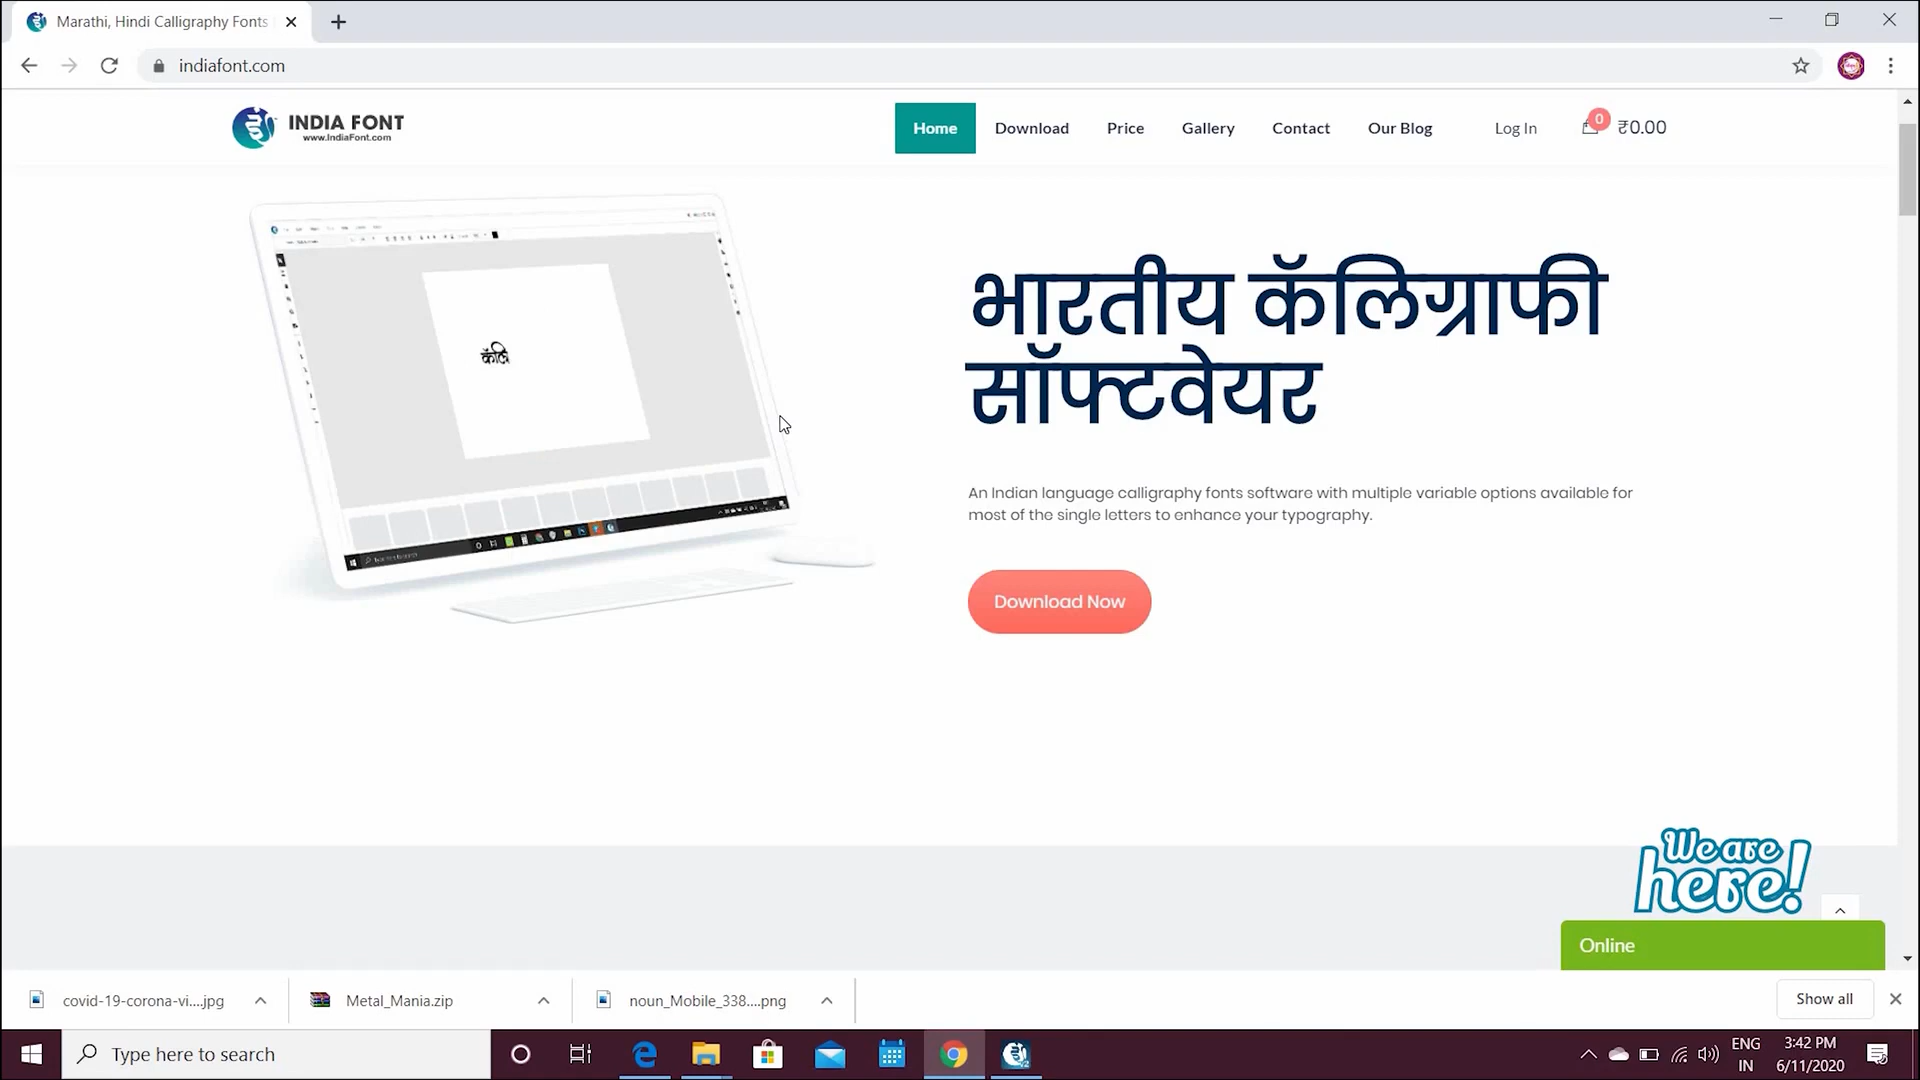 Marathi, Hindi Calligraphy Fonts
indiafont.com
INDIA FONT
www.IndiaFont.com
Home
Download
Price
Gallery
Contact
Our Blog
Log In
0
₹0.00
कॅलि
भारतीय कॅलिग्राफी
सॉफ्टवेयर
An Indian language calligraphy fonts software with multiple variable options available for
most of the single letters to enhance your typography.
Download Now
We are
here!
Online
covid-19-corona-vi....jpg
Metal_Mania.zip
noun_Mobile_338....png
Show all
Type here to search
ENG
IN
3:42 PM
6/11/2020